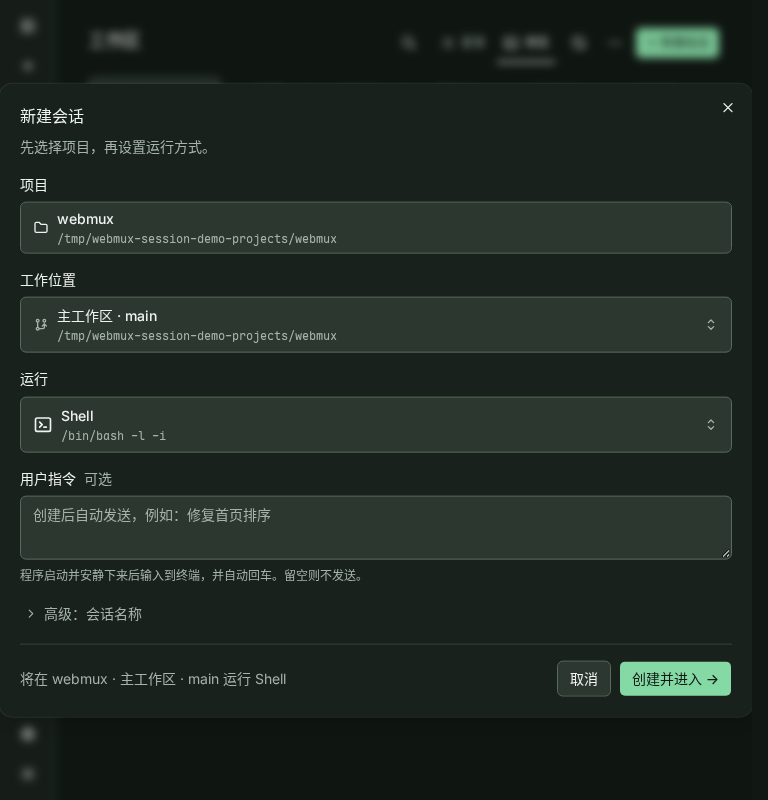 新建会话
先选择项目，再设置运行方式。
项目
webmux
/tmp/webmux-session-demo-projects/webmux
工作位置
主工作区 · main
/tmp/webmux-session-demo-projects/webmux
运行
Shell
/bin/bash -l -i
用户指令 可选
创建后自动发送，例如：修复首页排序
程序启动并安静下来后输入到终端，并自动回车。留空则不发送。
高级：会话名称
将在 webmux · 主工作区 · main 运行 Shell
取消
创建并进入 →